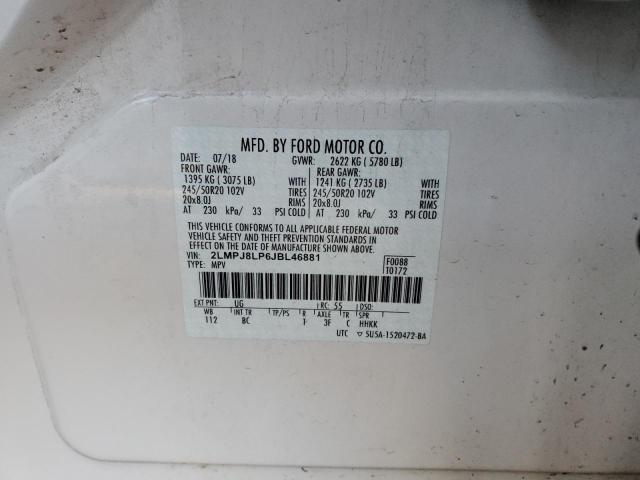 MFD. BY FORD MOTOR CO.
DATE: 07/18 GVWR: 2622 KG ( 5780 LB)
FRONT GAWR: REAR GAWR:
1395 KG ( 3075 LB) WITH 1241 KG ( 2735 LB) WITH
245/50R20 102V TIRES 245/50R20 102V TIRES
20x8.0J RIMS 20x8.0J RIMS
AT 230 kPa/ 33 PSI COLD AT 230 kPa/ 33 PSI COLD
THIS VEHICLE CONFORMS TO ALL APPLICABLE FEDERAL MOTOR
VEHICLE SAFETY AND THEFT PREVENTION STANDARDS IN
EFFECT ON THE DATE OF MANUFACTURE SHOWN ABOVE.
VIN: 2LMPJ8LP6JBL46881 F0088
TYPE: MPV T0172
EXT PNT: UG RC: 55 DSO:
WB INT TR TP/PS R AXLE TR SPR
112 BC 1 3F C HHKK
UTC ▽ 5U5A-1520472-BA